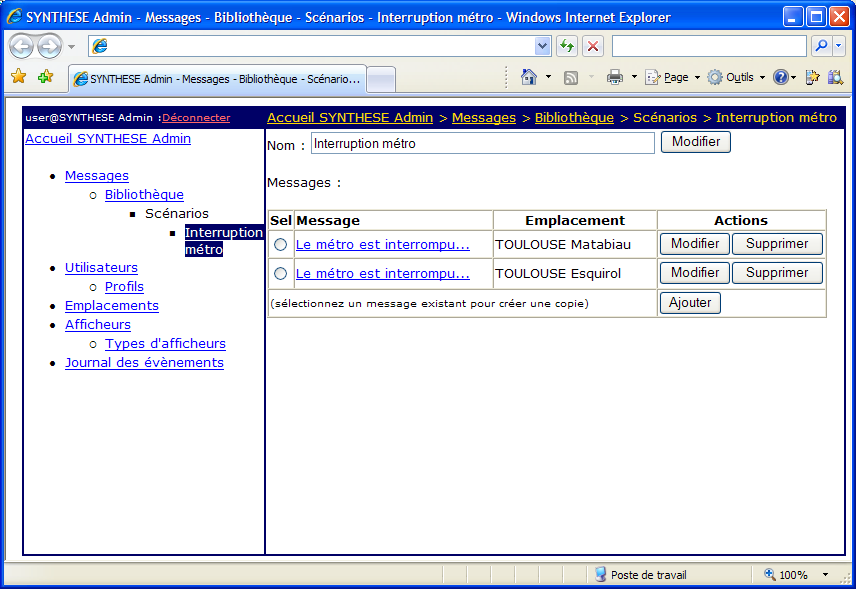 SYNTHESE Admin - Messages - Bibliothèque - Scénarios - Interruption métro - Windows Internet Explorer
SYNTHESE Admin - Messages - Bibliothèque - Scénario...
Page
Outils
user@SYNTHESE Admin :Déconnecter
Accueil SYNTHESE Admin > Messages > Bibliothèque > Scénarios > Interruption métro
Accueil SYNTHESE Admin
Messages
Bibliothèque
Scénarios
Interruption
métro
Utilisateurs
Profils
Emplacements
Afficheurs
Types d'afficheurs
Journal des évènements
Nom : Interruption métro Modifier
Messages :
Sel Message Emplacement Actions
Le métro est interrompu... TOULOUSE Matabiau Modifier Supprimer
Le métro est interrompu... TOULOUSE Esquirol Modifier Supprimer
(sélectionnez un message existant pour créer une copie) Ajouter
Poste de travail 100%